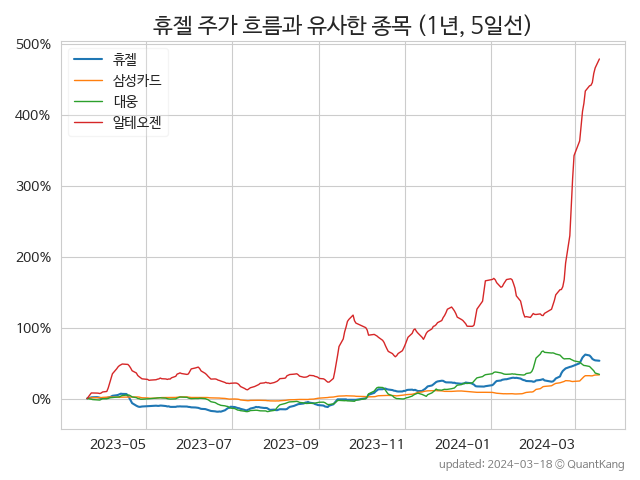 휴젤 주가 흐름과 유사한 종목 (1년, 5일선)
500%
400%
300%
200%
100%
0%
휴젤
삼성카드
대웅
알테오젠
2023-05 2023-07 2023-09 2023-11 2024-01 2024-03
updated: 2024-03-18 © QuantKang